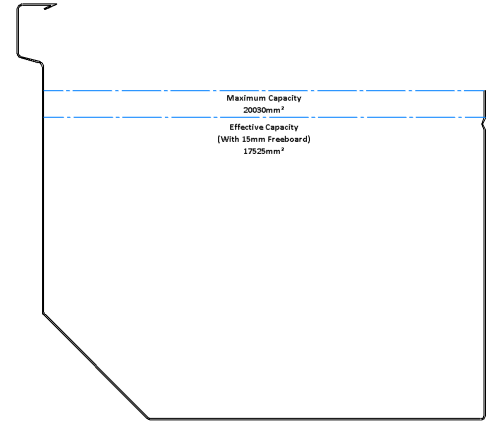 Maximum Capacity
20030mm²
Effective Capacity
(With 15mm Freeboard)
17525mm²